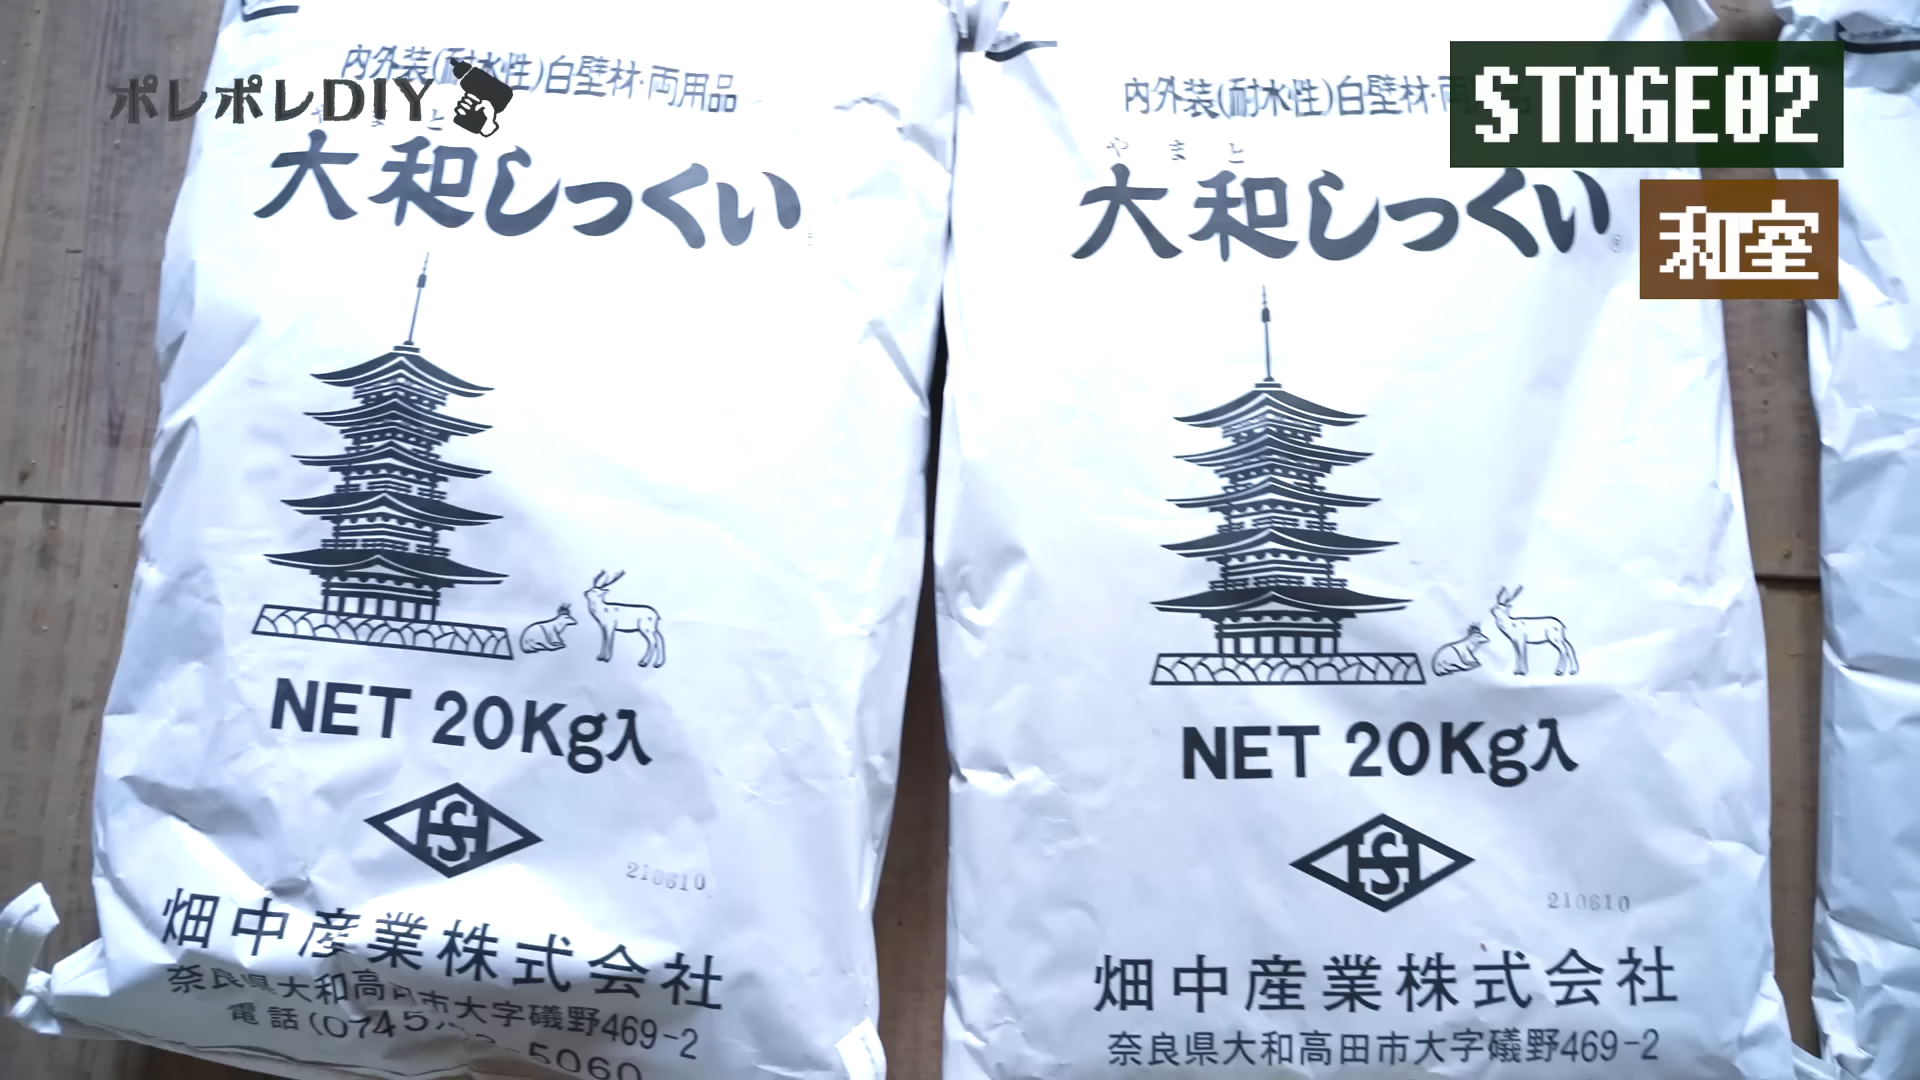 ポレポレDIY
STAGE02
和室
内外装(耐水性)白壁材・両用品
やまと
大和しっくい
NET 20Kg入
210610
畑中産業株式会社
奈良県大和高田市大字礒野469-2
電話(0745)
5060
内外装(耐水性)白壁材・両
やまと
大和しっくい
NET 20Kg入
210610
畑中産業株式会社
奈良県大和高田市大字礒野469-2